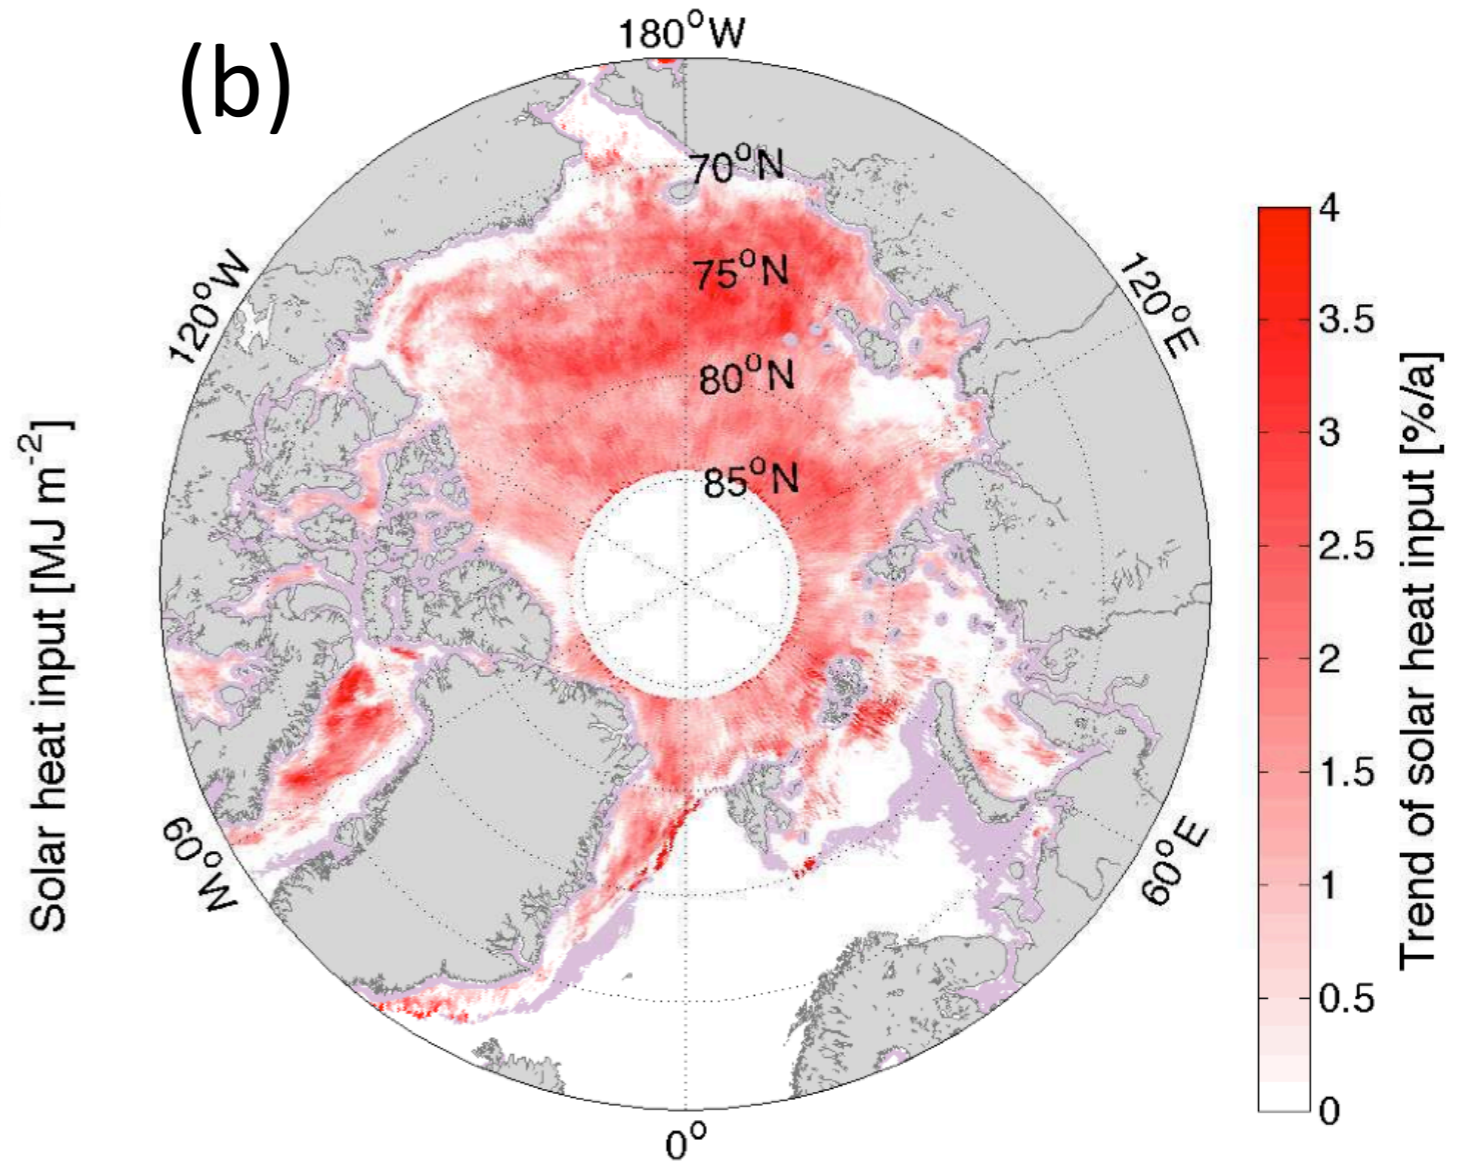 (b)
180°W
70°N
75°N
80°N
85°N
120°W
120°E
60°W
60°E
0°
Solar heat input [MJ m⁻²]
4
3.5
3
2.5
2
1.5
1
0.5
0
Trend of solar heat input [%/a]